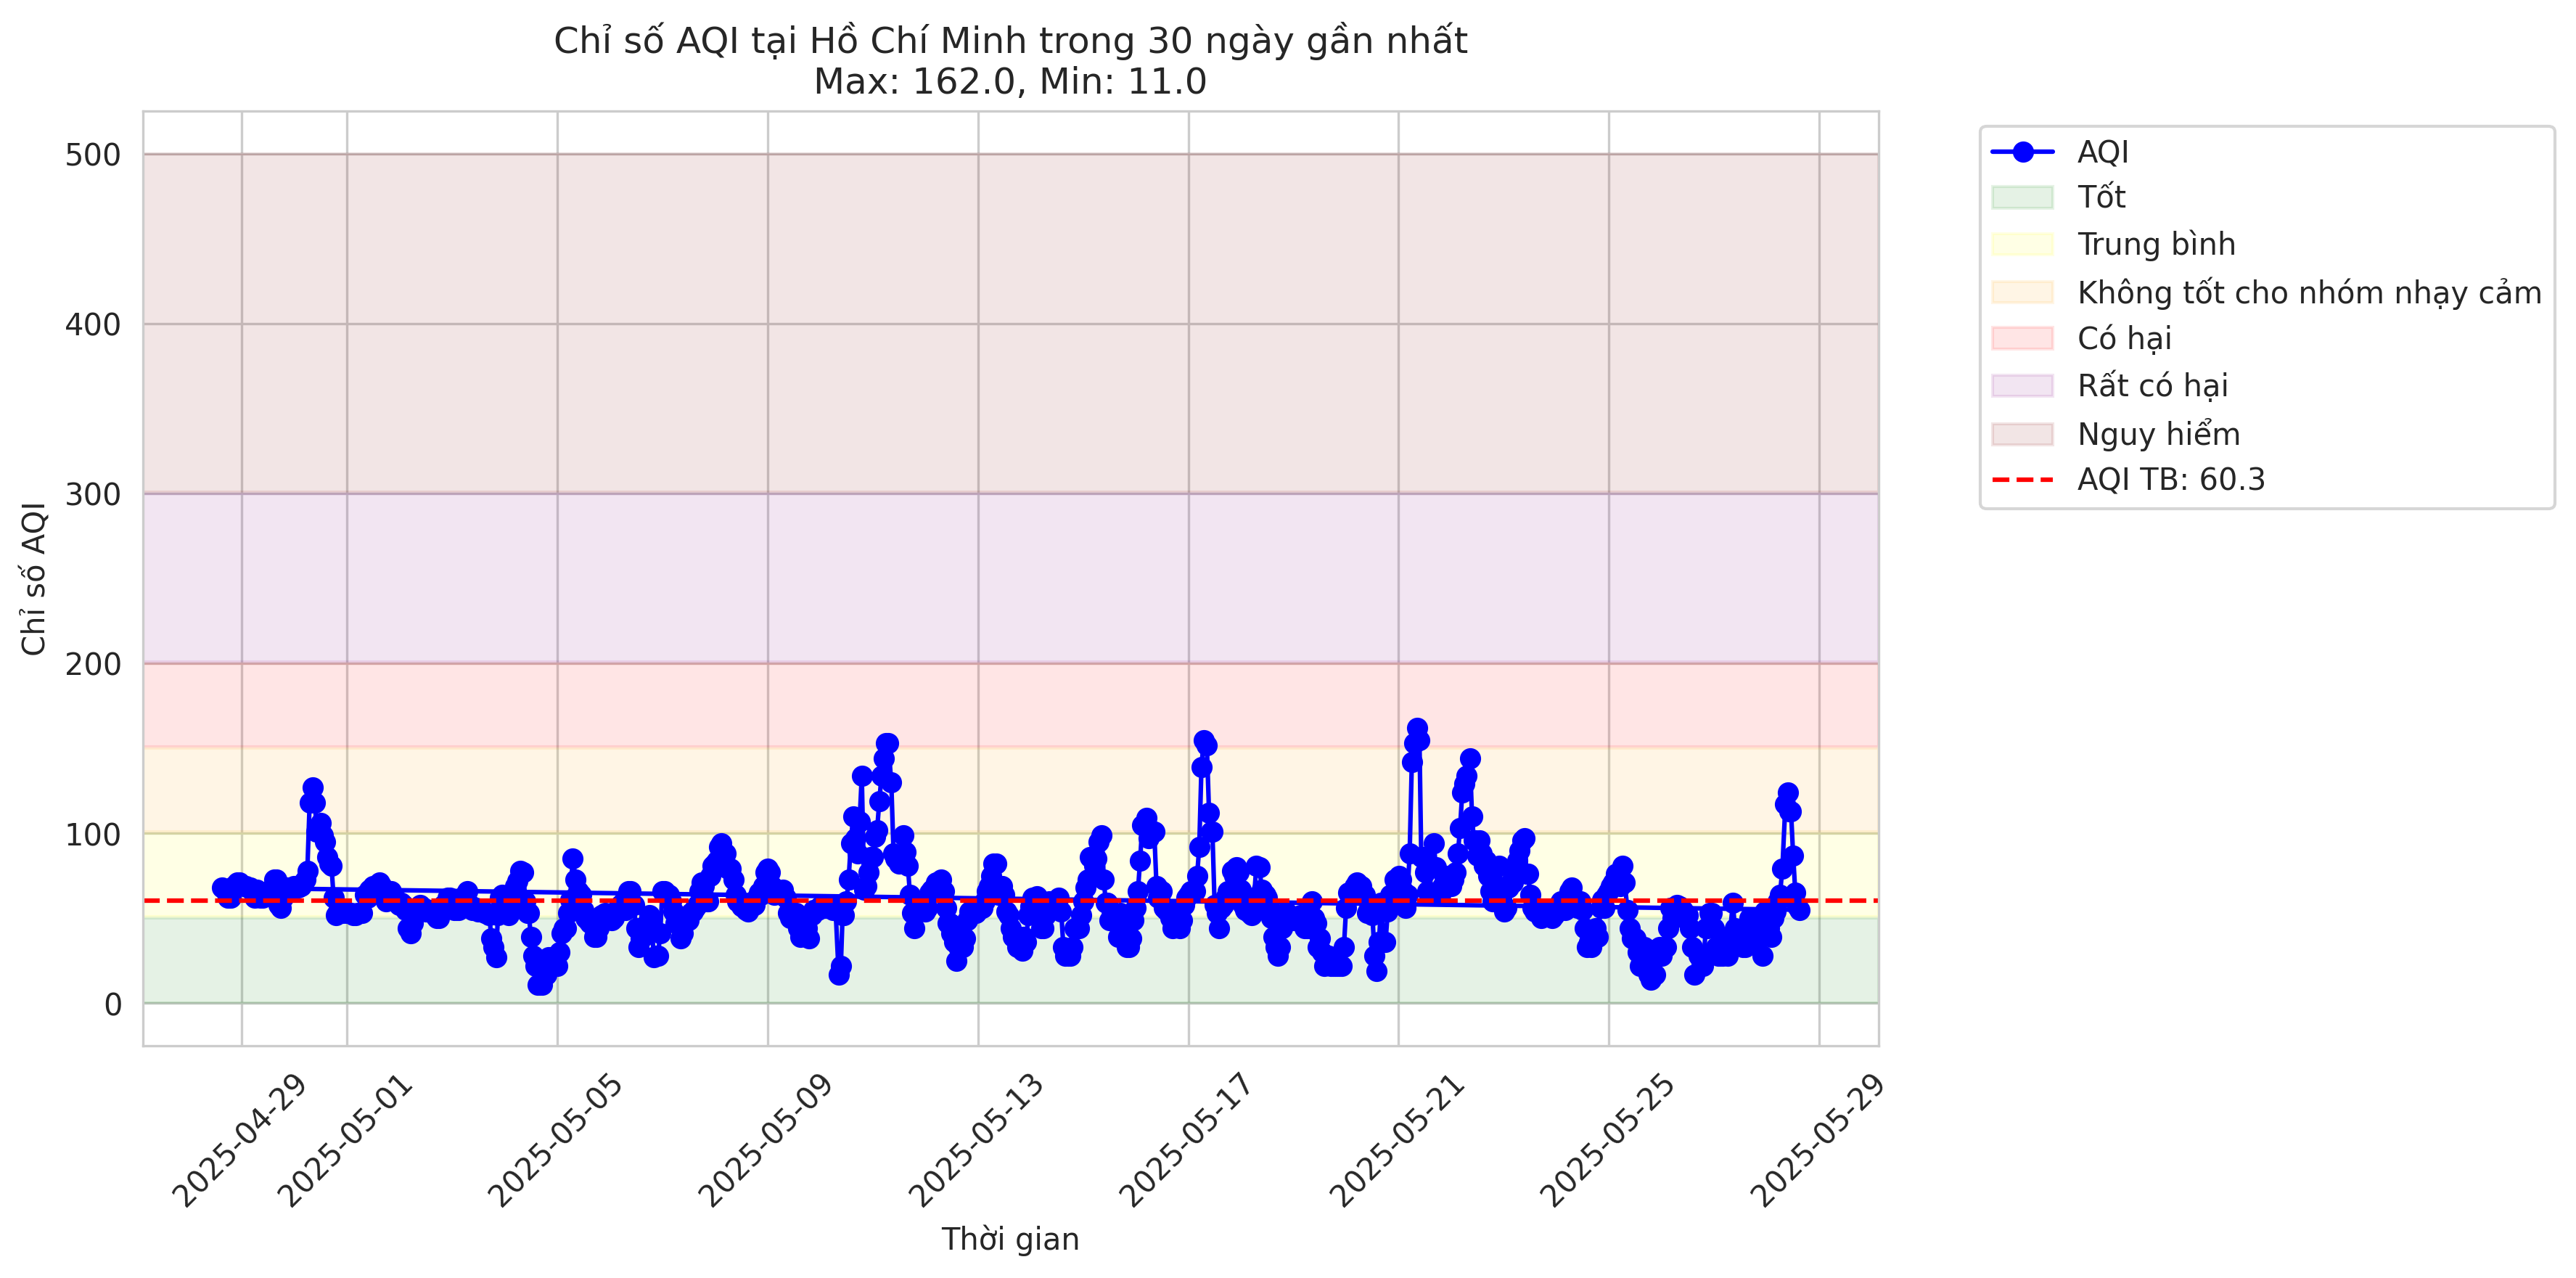 Chỉ số AQI tại Hồ Chí Minh trong 30 ngày gần nhất
Max: 162.0, Min: 11.0
Chỉ số AQI
500
400
300
200
100
0
2025-04-29
2025-05-01
2025-05-05
2025-05-09
2025-05-13
2025-05-17
2025-05-21
2025-05-25
2025-05-29
Thời gian
AQI
Tốt
Trung bình
Không tốt cho nhóm nhạy cảm
Có hại
Rất có hại
Nguy hiểm
AQI TB: 60.3